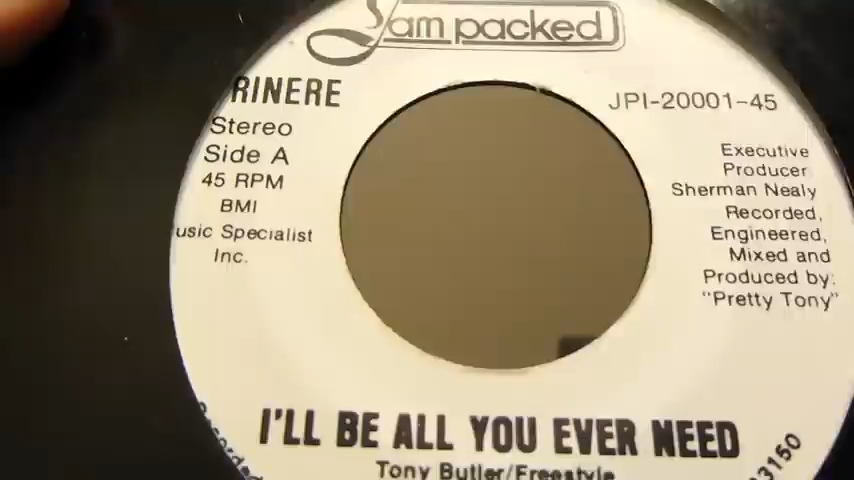 Jam packed
RINERE
Stereo
Side A
45 RPM
BMI
usic Specialist
Inc.
JPI-20001-45
Executive
Producer
Sherman Nealy
Recorded,
Engineered,
Mixed and
Produced by:
"Pretty Tony"
I'LL BE ALL YOU EVER NEED
Tony Butler/Freestyle
Recorded
3150